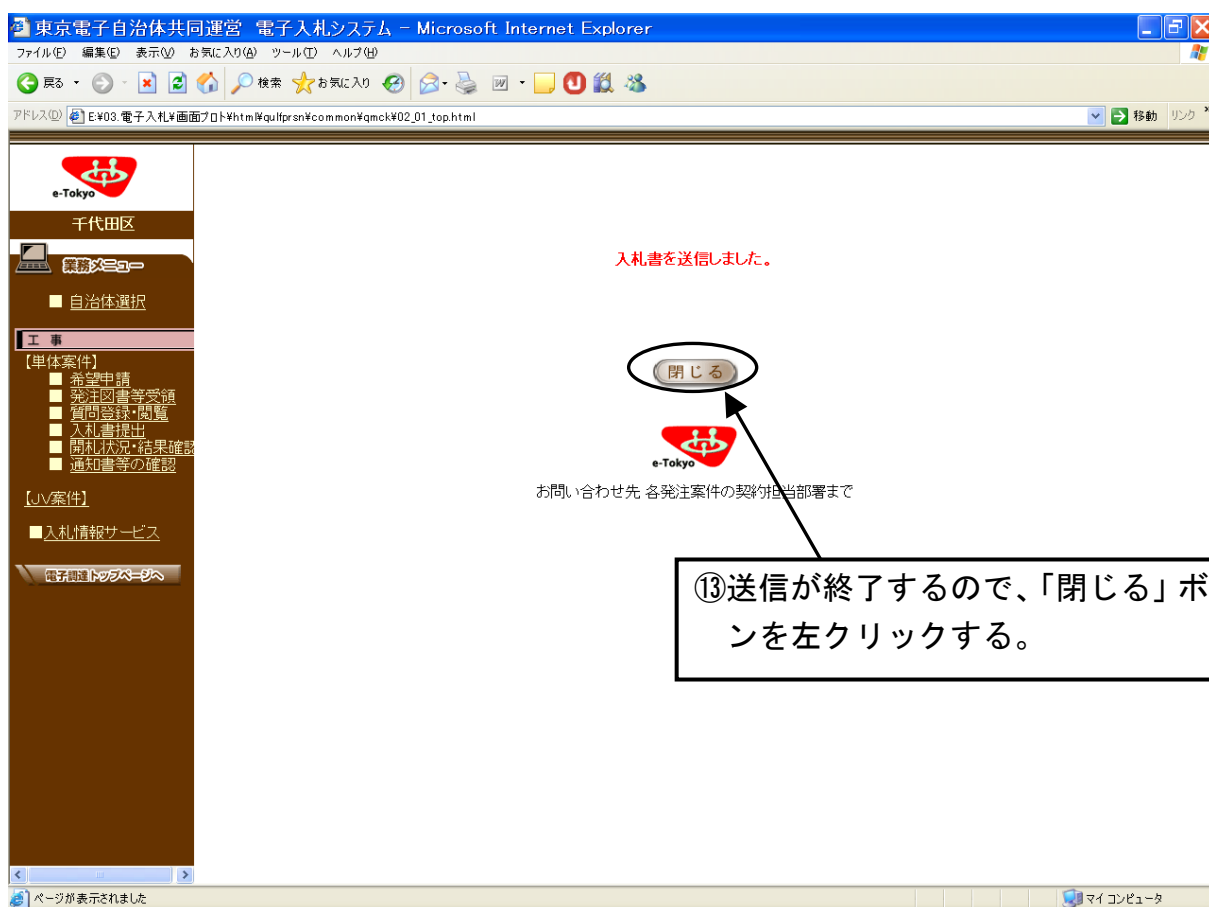 東京電子自治体共同運営 電子入札システム - Microsoft Internet Explorer
ファイル(F) 編集(E) 表示(V) お気に入り(A) ツール(T) ヘルプ(H)
戻る 検索 お気に入り
アドレス(D) E:¥03.電子入札¥画面プロト¥html¥qulfprsn¥common¥qmck¥02_01_top.html 移動 リンク »
e-Tokyo
千代田区
業務メニュー
■ 自治体選択
工 事
【単体案件】
■ 希望申請
■ 発注図書等受領
■ 質問登録・閲覧
■ 入札書提出
■ 開札状況・結果確認
■ 通知書等の確認
【JV案件】
■入札情報サービス
電子調達トップページへ
入札書を送信しました。
閉じる
e-Tokyo
お問い合わせ先 各発注案件の契約担当部署まで
⑬送信が終了するので、「閉じる」ボ
ンを左クリックする。
ページが表示されました
マイ コンピュータ